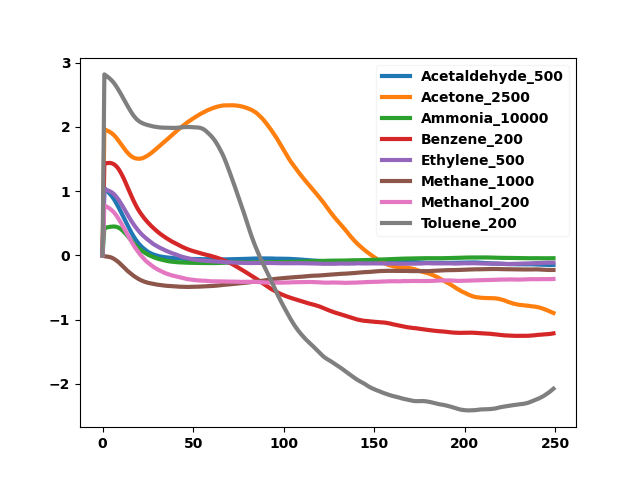 3
2
1
0
−1
−2
0 50 100 150 200 250
Acetaldehyde_500
Acetone_2500
Ammonia_10000
Benzene_200
Ethylene_500
Methane_1000
Methanol_200
Toluene_200